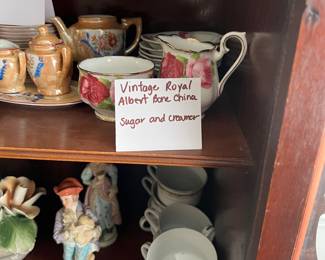 Vintage Royal
Albert Bone China
Sugar and creamer